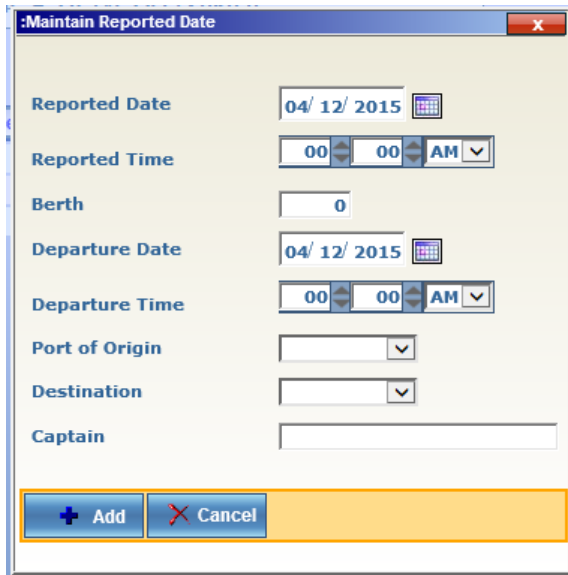 :Maintain Reported Date x
Reported Date 04/ 12/ 2015
Reported Time 00 00 AM
Berth 0
Departure Date 04/ 12/ 2015
Departure Time 00 00 AM
Port of Origin
Destination
Captain
Add Cancel